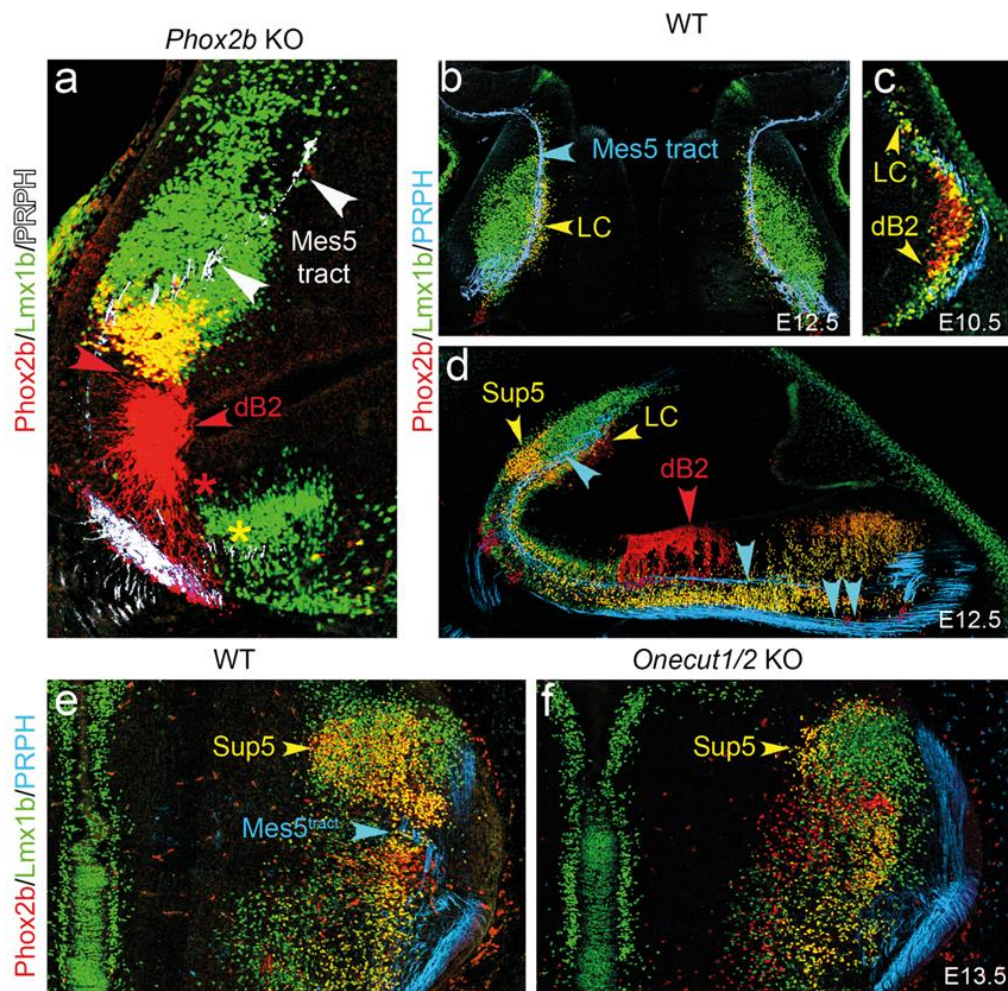 Phox2b KO
WT
Phox2b/Lmx1b/PRPH
a
Mes5
tract
dB2
*
*
Phox2b/Lmx1b/PRPH
b
Mes5 tract
LC
E12.5
c
LC
dB2
E10.5
d
Sup5
LC
dB2
E12.5
WT
Onecut1/2 KO
Phox2b/Lmx1b/PRPH
e
Sup5
Mes5tract
f
Sup5
E13.5